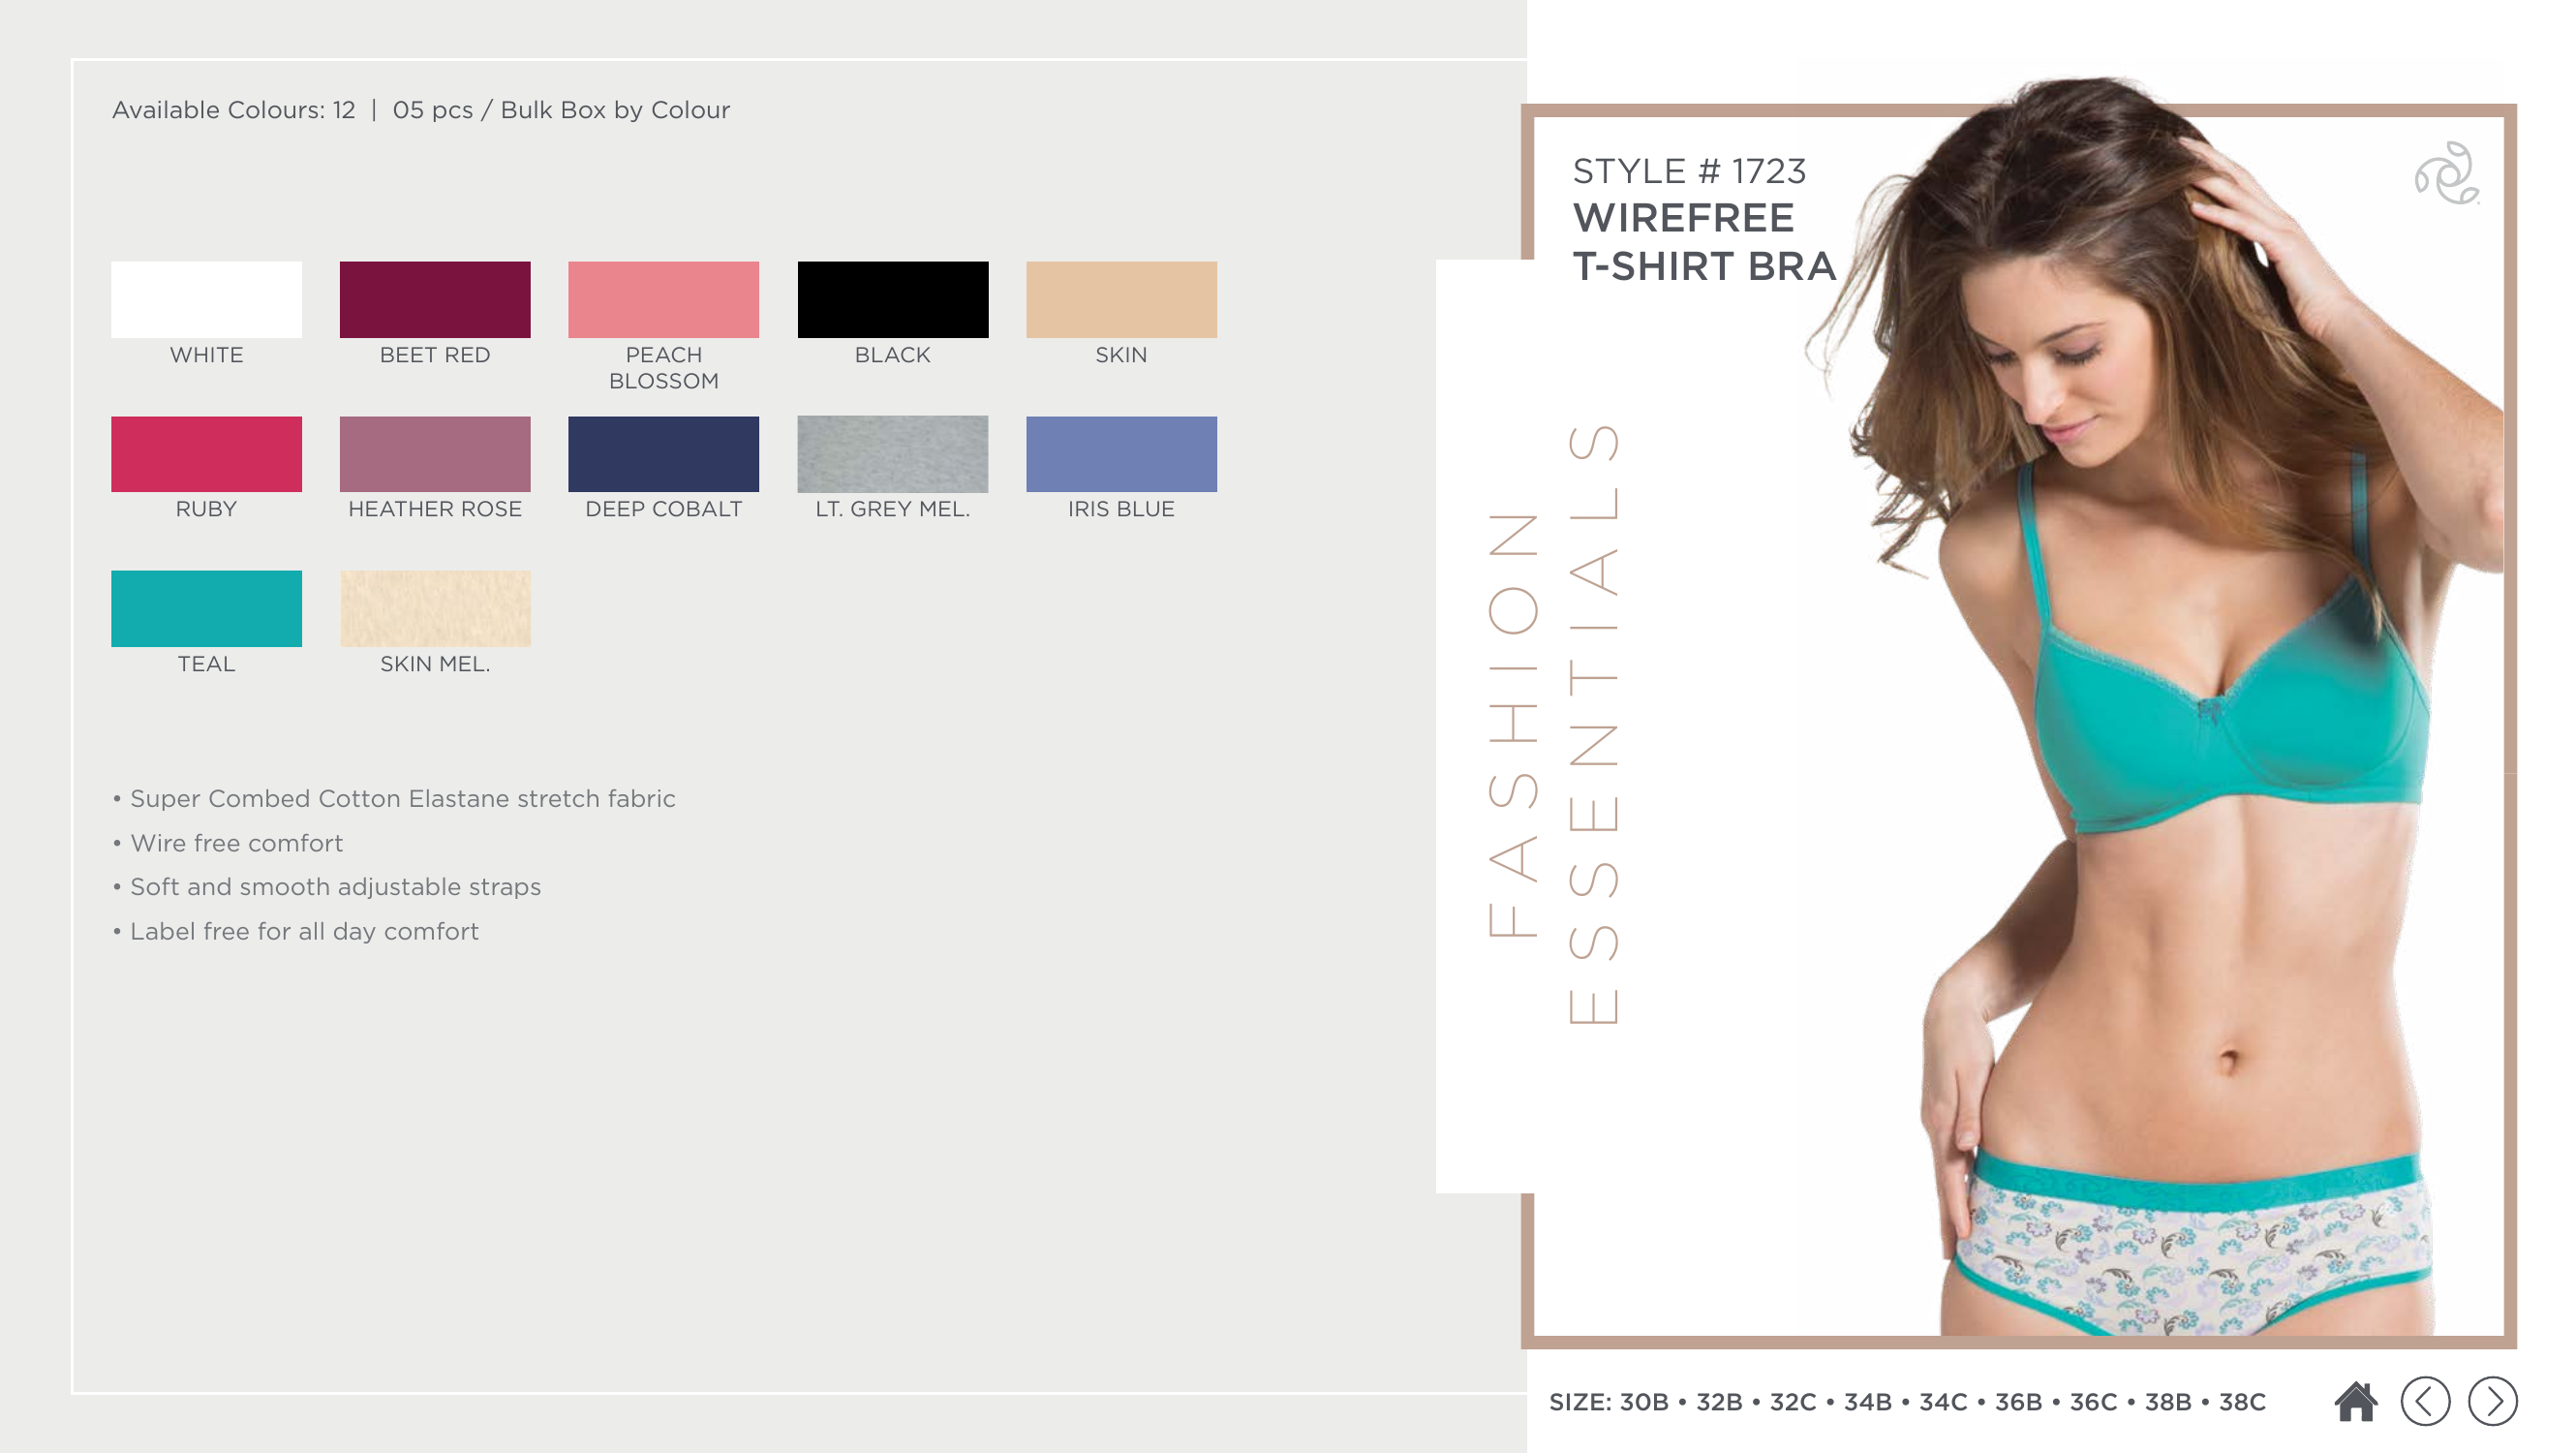 Available Colours: 12 | 05 pcs / Bulk Box by Colour
WHITE
BEET RED
PEACH
BLOSSOM
BLACK
SKIN
RUBY
HEATHER ROSE
DEEP COBALT
LT. GREY MEL.
IRIS BLUE
TEAL
SKIN MEL.
• Super Combed Cotton Elastane stretch fabric
• Wire free comfort
• Soft and smooth adjustable straps
• Label free for all day comfort
STYLE # 1723
WIREFREE
T-SHIRT BRA
FASHION
ESSENTIALS
SIZE: 30B • 32B • 32C • 34B • 34C • 36B • 36C • 38B • 38C